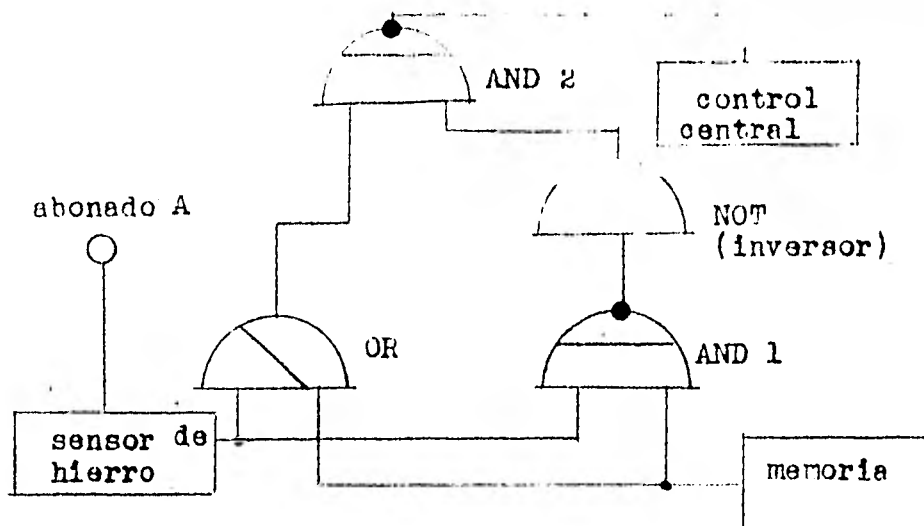 AND 2
control
central
abonado A
NOT
(inversor)
OR
AND 1
sensor de
hierro
memoria